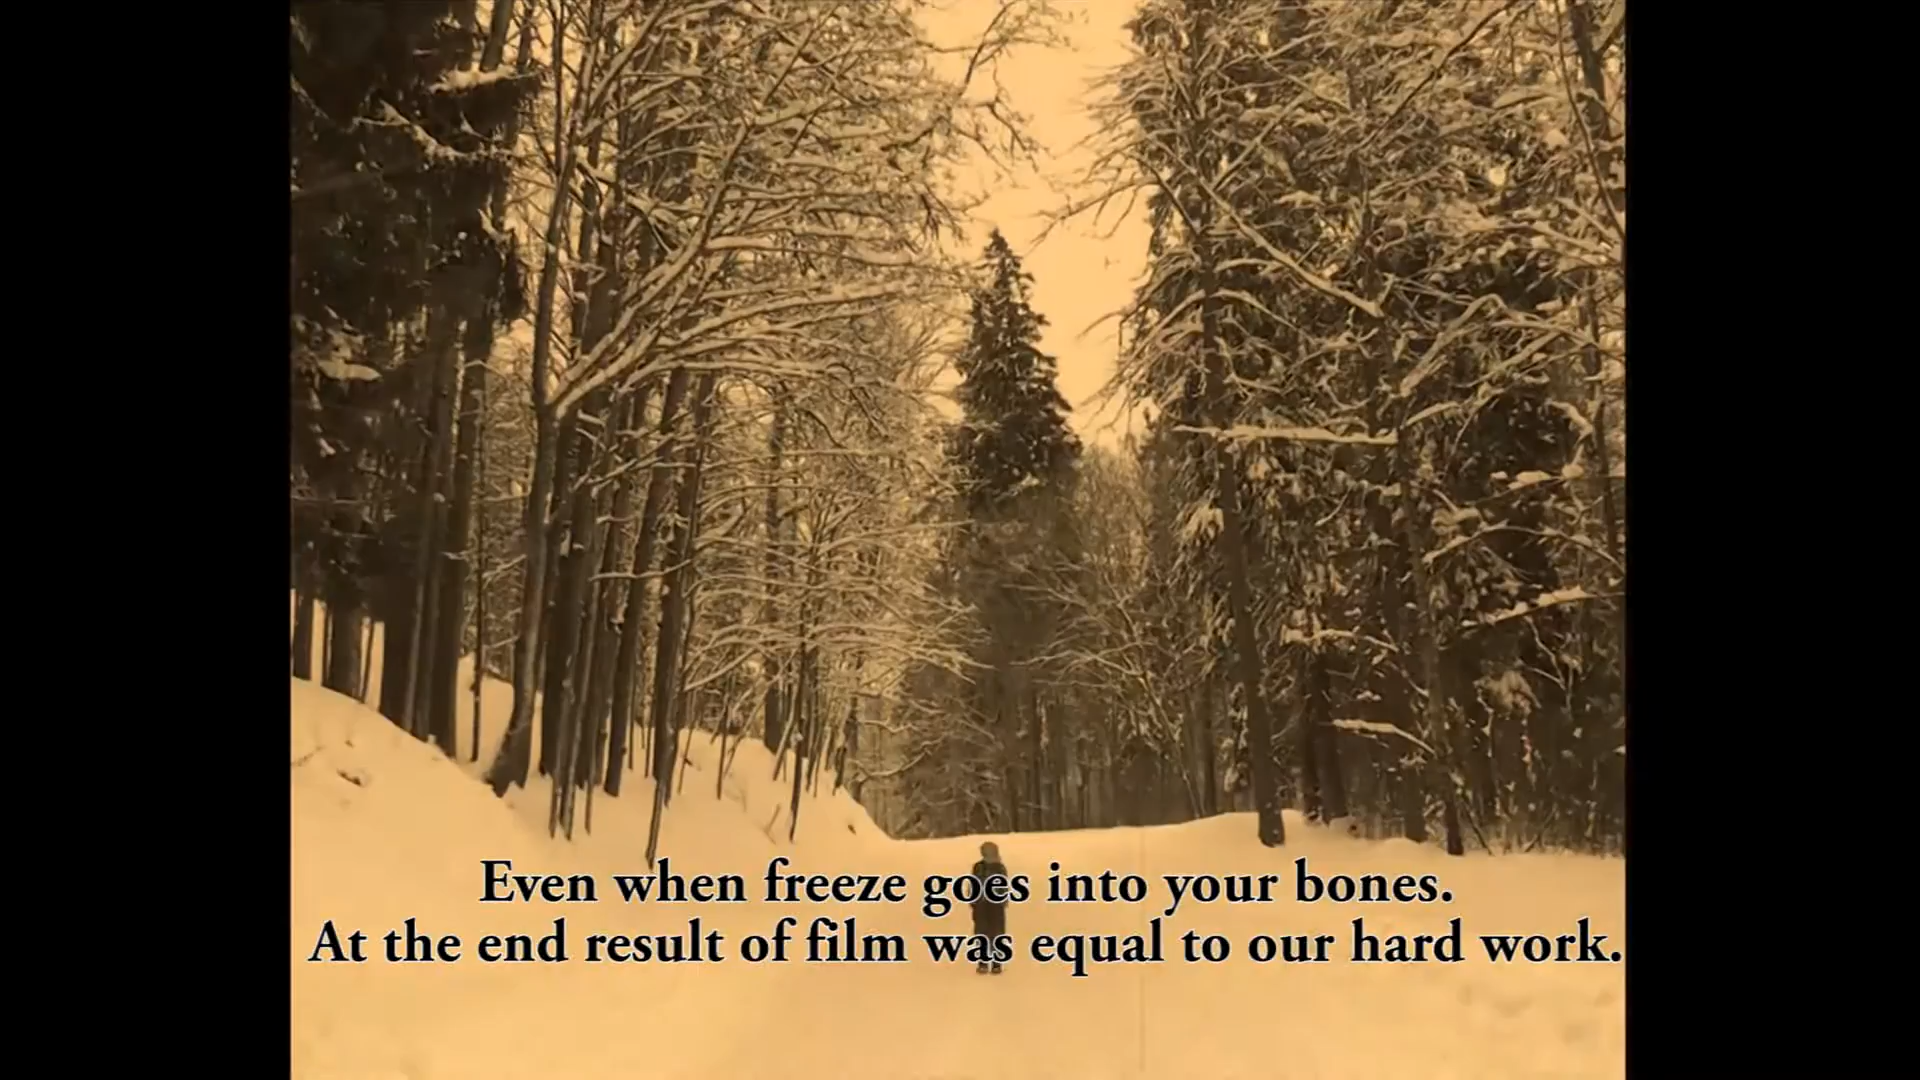 Even when freeze goes into your bones.
At the end result of film was equal to our hard work.